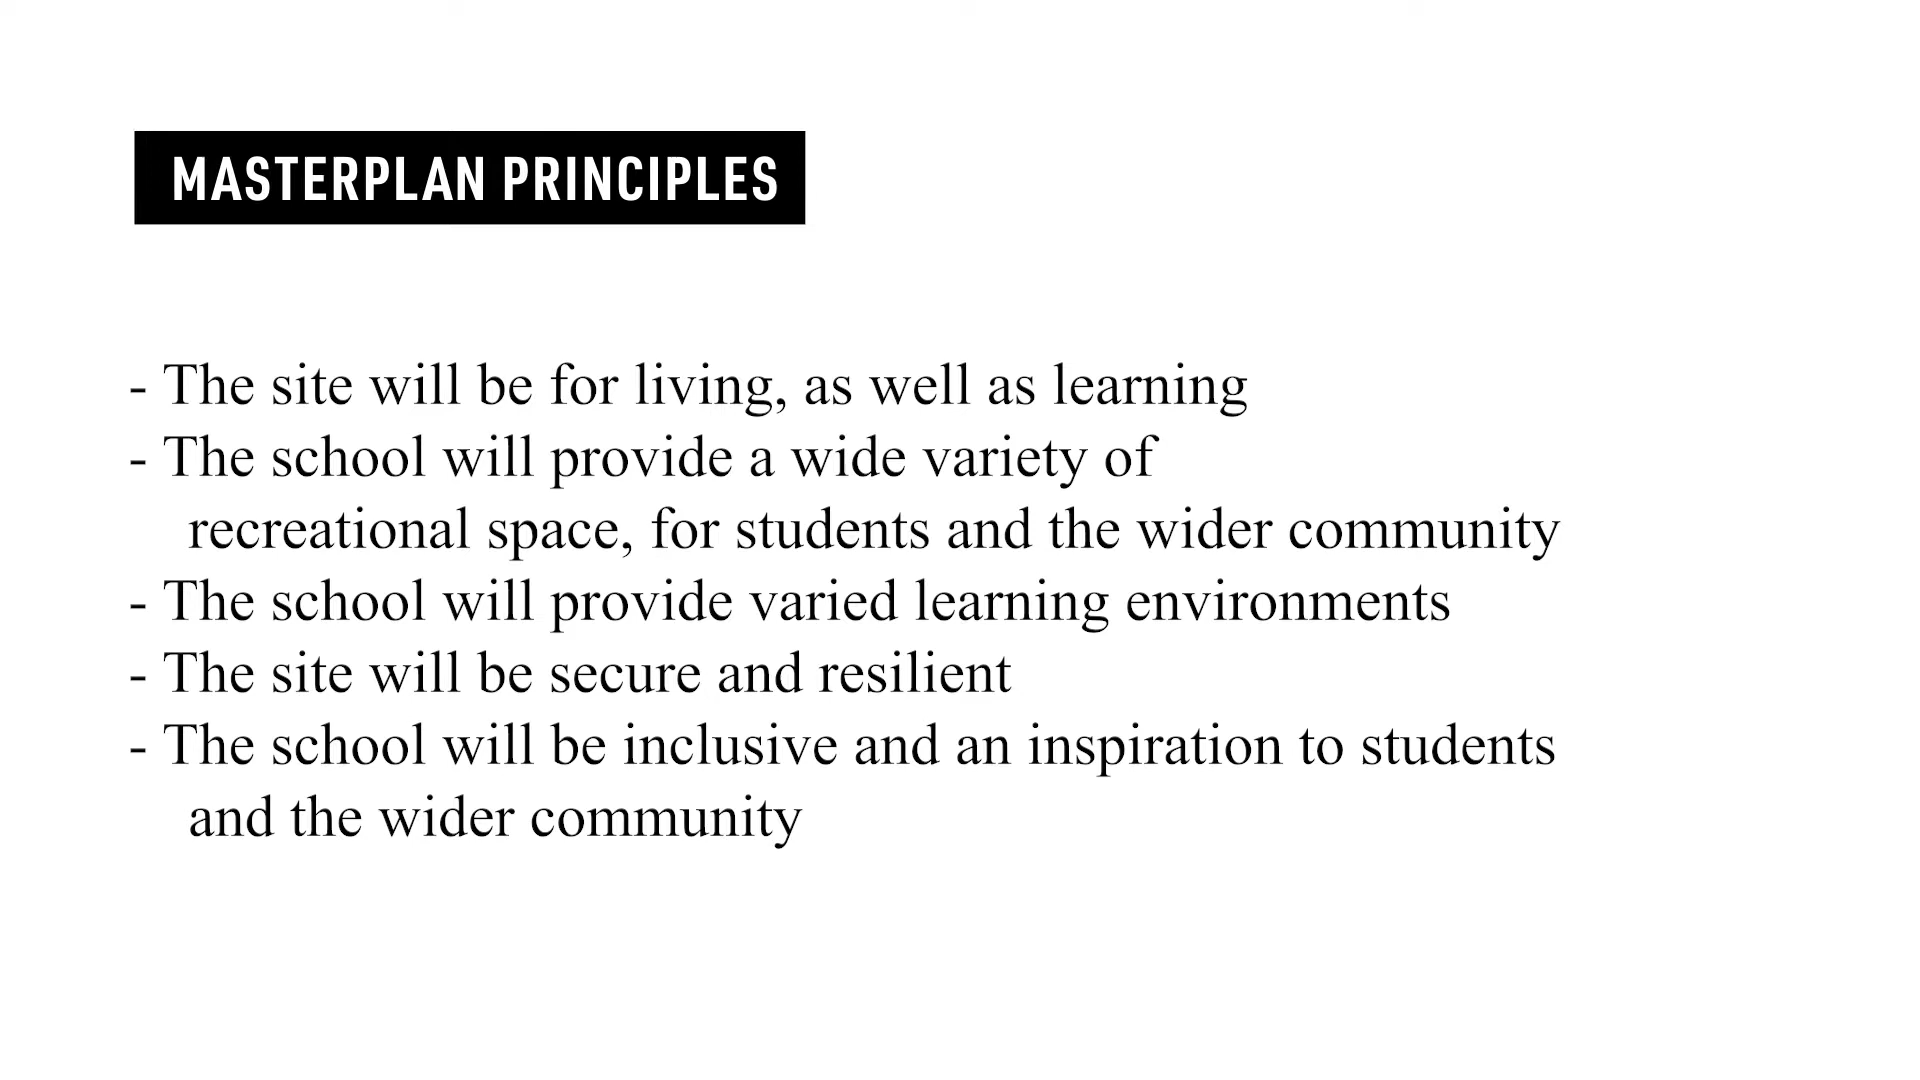 MASTERPLAN PRINCIPLES
- The site will be for living, as well as learning
- The school will provide a wide variety of
recreational space, for students and the wider community
- The school will provide varied learning environments
- The site will be secure and resilient
- The school will be inclusive and an inspiration to students
and the wider community